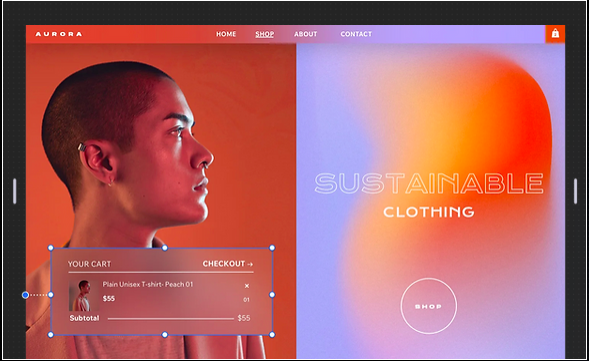 AURORA
HOME SHOP ABOUT CONTACT
SUSTAINABLE
CLOTHING
YOUR CART CHECKOUT →
Plain Unisex T-shirt- Peach 01 ×
$55 01
Subtotal $55
SHOP